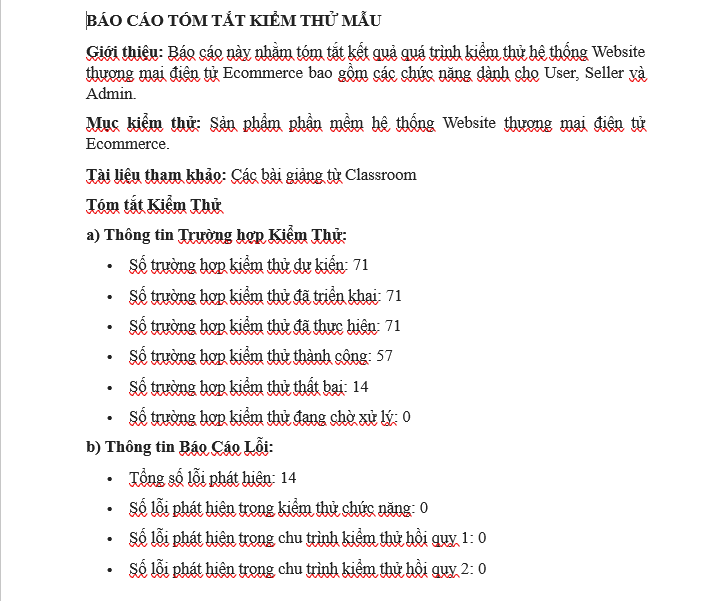 BÁO CÁO TÓM TẮT KIỂM THỬ MẪU
Giới thiệu: Báo cáo này nhằm tóm tắt kết quả quá trình kiểm thử hệ thống Website
thương mại điện tử Ecommerce bao gồm các chức năng dành cho User, Seller và
Admin.
Mục kiểm thử: Sản phẩm phần mềm hệ thống Website thương mại điện tử
Ecommerce.
Tài liệu tham khảo: Các bài giảng từ Classroom
Tóm tắt Kiểm Thử
a) Thông tin Trường hợp Kiểm Thử:
• Số trường hợp kiểm thử dự kiến: 71
• Số trường hợp kiểm thử đã triển khai: 71
• Số trường hợp kiểm thử đã thực hiện: 71
• Số trường hợp kiểm thử thành công: 57
• Số trường hợp kiểm thử thất bại: 14
• Số trường hợp kiểm thử đang chờ xử lý: 0
b) Thông tin Báo Cáo Lỗi:
• Tổng số lỗi phát hiện: 14
• Số lỗi phát hiện trong kiểm thử chức năng: 0
• Số lỗi phát hiện trong chu trình kiểm thử hồi quy 1: 0
• Số lỗi phát hiện trong chu trình kiểm thử hồi quy 2: 0